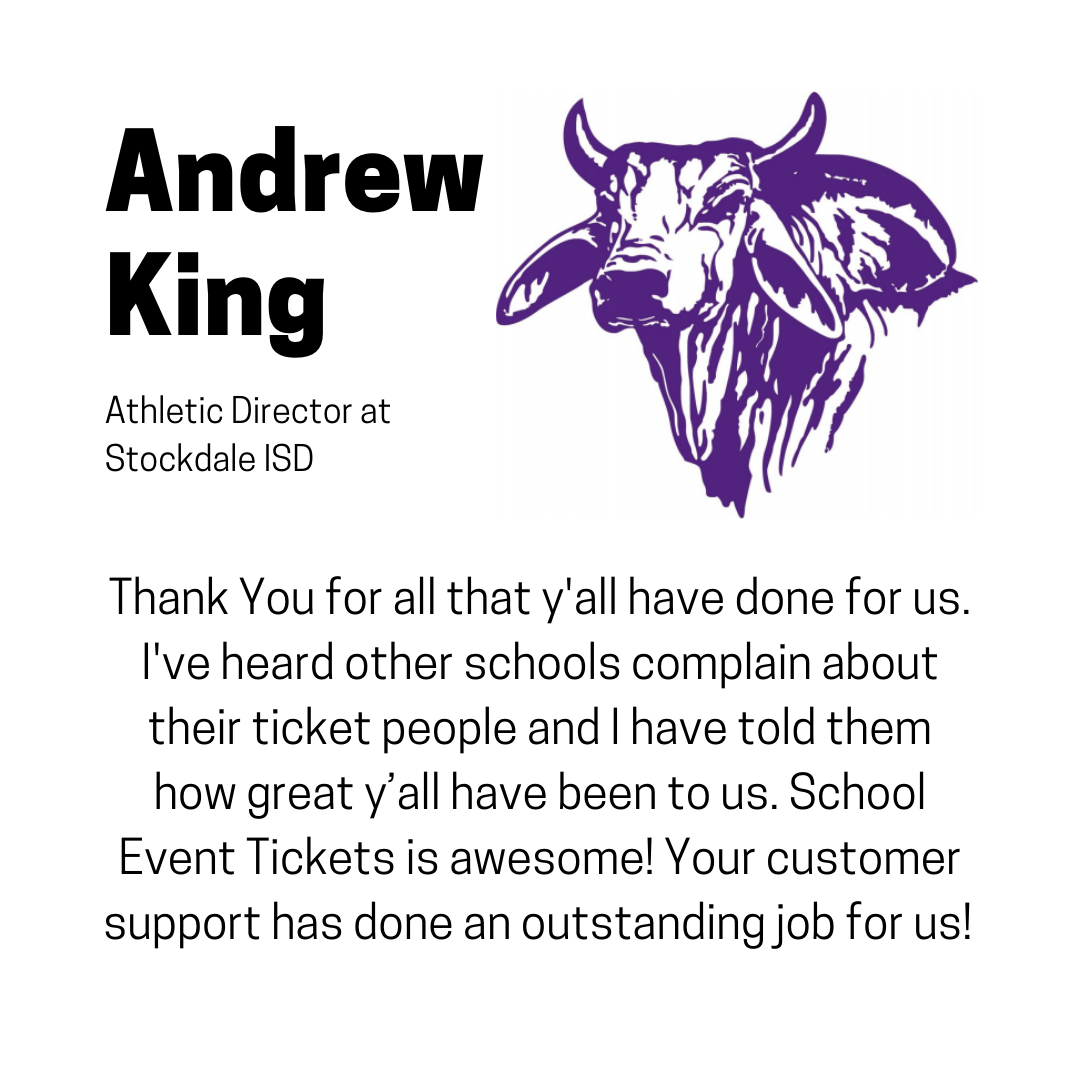 Andrew
King
Athletic Director at
Stockdale ISD
Thank You for all that y'all have done for us.
I've heard other schools complain about
their ticket people and I have told them
how great y’all have been to us. School
Event Tickets is awesome! Your customer
support has done an outstanding job for us!